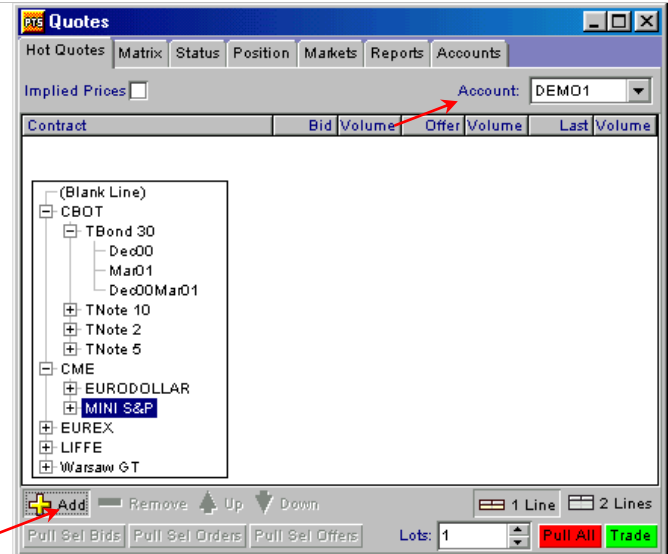 PTS Quotes
Hot Quotes Matrix Status Position Markets Reports Accounts
Implied Prices Account: DEMO1
Contract Bid Volume Offer Volume Last Volume
(Blank Line)
CBOT
TBond 30
Dec00
Mar01
Dec00Mar01
TNote 10
TNote 2
TNote 5
CME
EURODOLLAR
MINI S&P
EUREX
LIFFE
Warsaw GT
Add Remove Up Down 1 Line 2 Lines
Pull Sel Bids Pull Sel Orders Pull Sel Offers Lots: 1 Pull All Trade